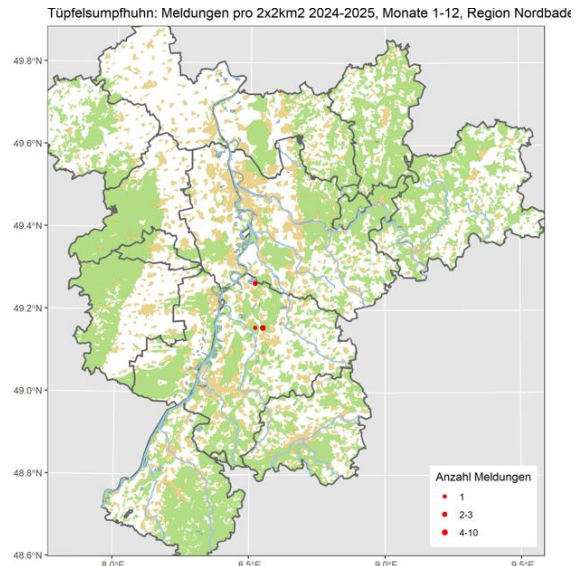 Tüpfelsumpfhuhn: Meldungen pro 2x2km2 2024-2025, Monate 1-12, Region Nordbade
49.8°N
49.6°N
49.4°N
49.2°N
49.0°N
48.8°N
48.6°N
Anzahl Meldungen
1
2-3
4-10
8.0°E
8.5°E
9.0°E
9.5°E